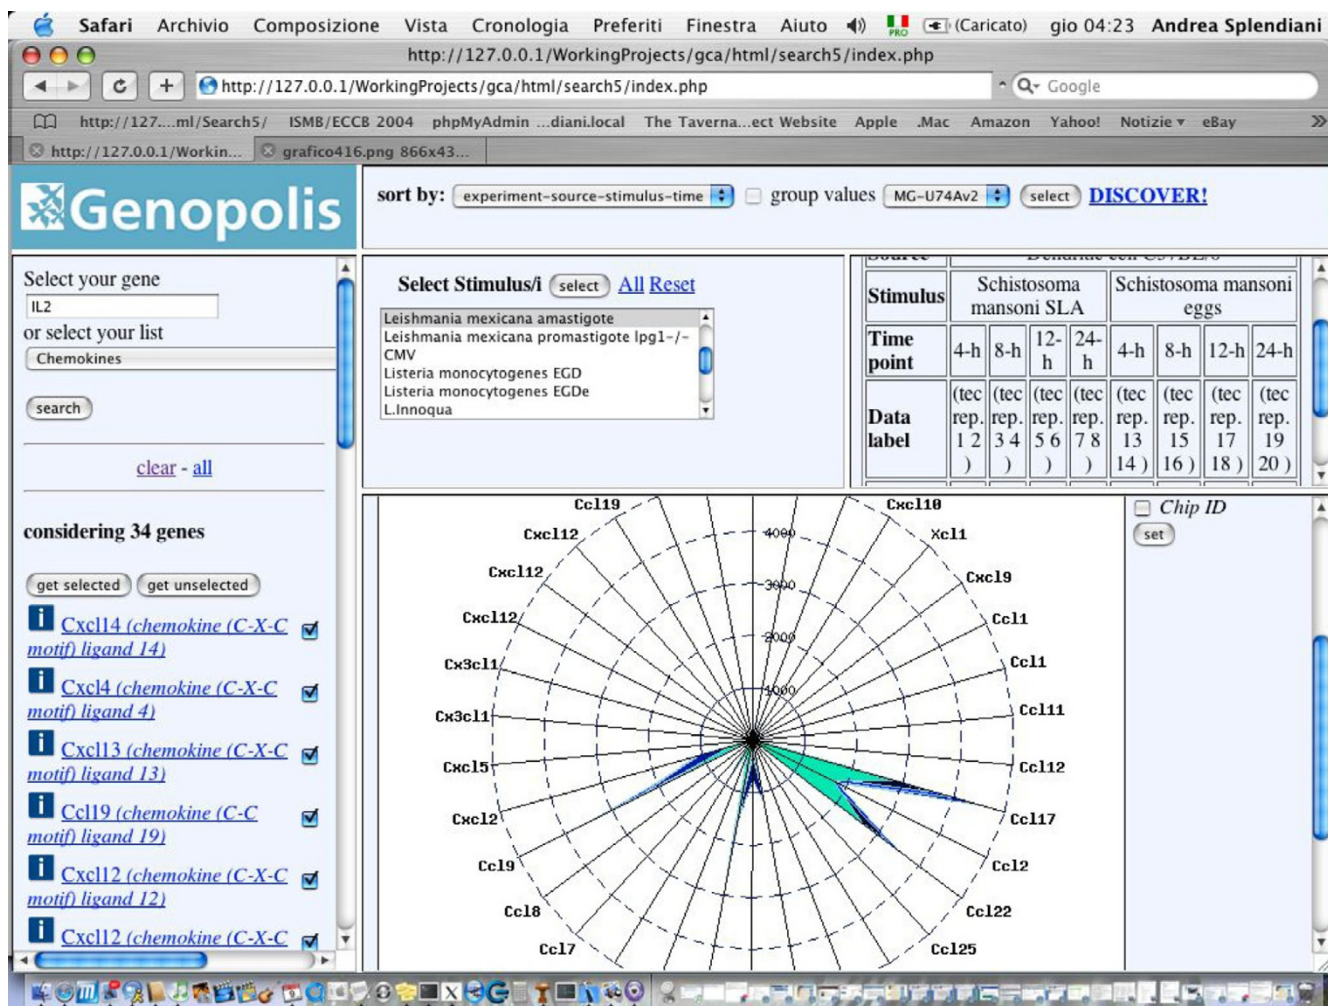 Safari Archivio Composizione Vista Cronologia Preferiti Finestra Aiuto PRO (Caricato) gio 04:23 Andrea Splendiani
http://127.0.0.1/WorkingProjects/gca/html/search5/index.php
http://127.0.0.1/WorkingProjects/gca/html/search5/index.php Google
http://127....ml/Search5/ ISMB/ECCB 2004 phpMyAdmin ...diani.local The Taverna...ect Website Apple .Mac Amazon Yahoo! Notizie eBay
http://127.0.0.1/Workin... grafico416.png 866x43...
Genopolis
sort by: experiment-source-stimulus-time group values MG-U74Av2 select DISCOVER!
Select your gene
IL2
or select your list
Chemokines
search
clear - all
considering 34 genes
get selected get unselected
Cxcl14 (chemokine (C-X-C
motif) ligand 14)
Cxcl4 (chemokine (C-X-C
motif) ligand 4)
Cxcl13 (chemokine (C-X-C
motif) ligand 13)
Ccl19 (chemokine (C-C
motif) ligand 19)
Cxcl12 (chemokine (C-X-C
motif) ligand 12)
Cxcl12 (chemokine (C-X-C
Select Stimulus/i select All Reset
Leishmania mexicana amastigote
Leishmania mexicana promastigote lpg1-/-
CMV
Listeria monocytogenes EGD
Listeria monocytogenes EGDe
L.Innoqua
Stimulus Schistosoma mansoni SLA Schistosoma mansoni eggs
Time point 4-h 8-h 12-h 24-h 4-h 8-h 12-h 24-h
Data label (tec rep. 1 2 ) (tec rep. 3 4 ) (tec rep. 5 6 ) (tec rep. 7 8 ) (tec rep. 13 14 ) (tec rep. 15 16 ) (tec rep. 17 18 ) (tec rep. 19 20 )
Ccl19
Cxcl12
Cxcl12
Cxcl12
Cx3cl1
Cx3cl1
Cxcl5
Cxcl2
Ccl9
Ccl8
Ccl7
4000
3000
2000
1000
Cxcl10
Xcl1
Cxcl9
Ccl1
Ccl1
Ccl11
Ccl12
Ccl17
Ccl2
Ccl22
Ccl25
Chip ID
set